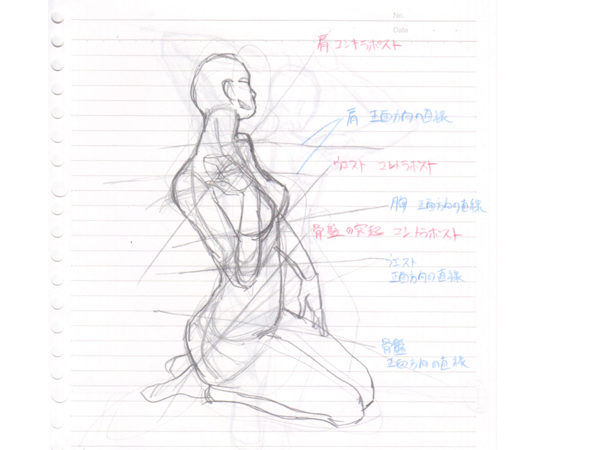 No.
Date
肩 コントラポスト
肩 正面方向の直線
ウエスト コントラポスト
胸 正面方向の直線
骨盤の突起 コントラポスト
ウエスト
正面方向の直線
骨盤
正面方向の直線